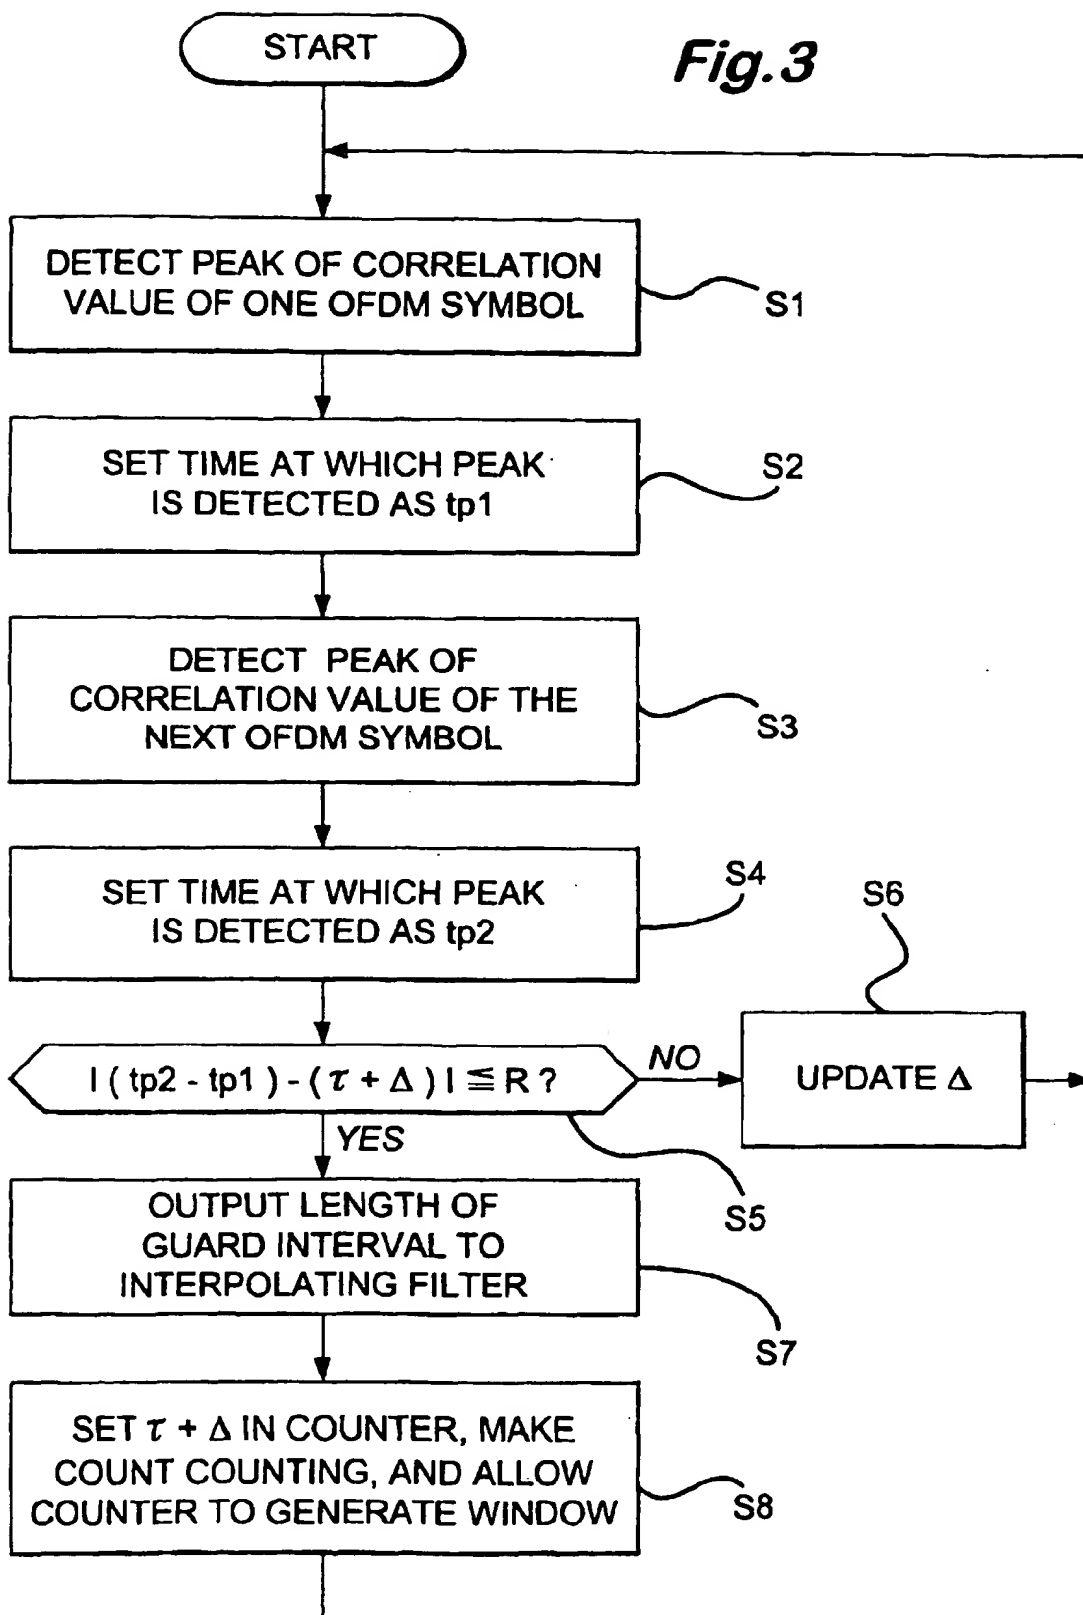 START
Fig.3
DETECT PEAK OF CORRELATION
VALUE OF ONE OFDM SYMBOL
S1
SET TIME AT WHICH PEAK
IS DETECTED AS tp1
S2
DETECT PEAK OF
CORRELATION VALUE OF THE
NEXT OFDM SYMBOL
S3
SET TIME AT WHICH PEAK
IS DETECTED AS tp2
S4
S6
| ( tp2 - tp1 ) - ( τ + Δ ) | ≦ R ?
NO
UPDATE Δ
YES
S5
OUTPUT LENGTH OF
GUARD INTERVAL TO
INTERPOLATING FILTER
S7
SET τ + Δ IN COUNTER, MAKE
COUNT COUNTING, AND ALLOW
COUNTER TO GENERATE WINDOW
S8